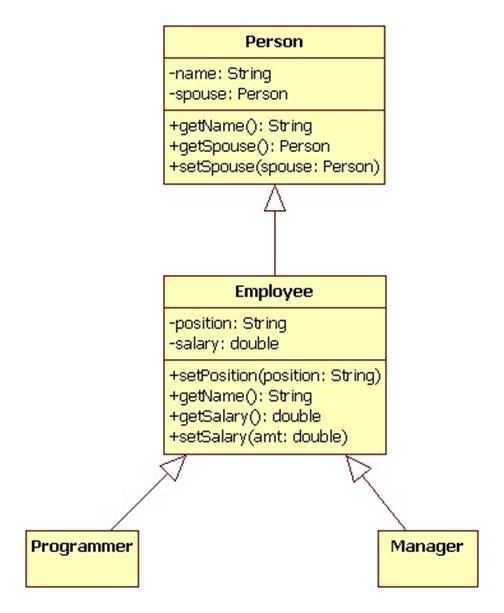 Person
-name: String
-spouse: Person
+getName(): String
+getSpouse(): Person
+setSpouse(spouse: Person)
Employee
-position: String
-salary: double
+setPosition(position: String)
+getName(): String
+getSalary(): double
+setSalary(amt: double)
Programmer
Manager